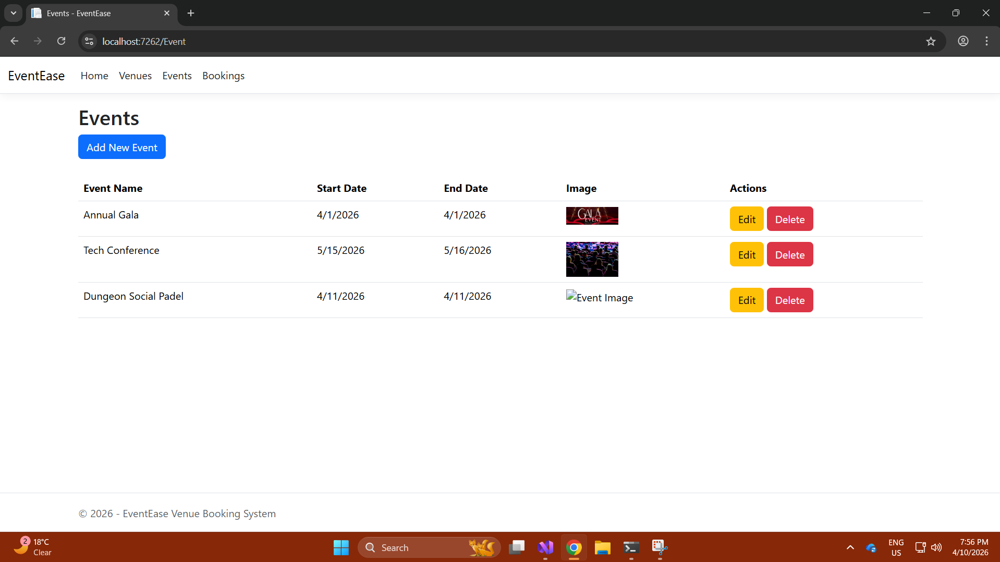 Events - EventEase
localhost:7262/Event
EventEase Home Venues Events Bookings
Events
Add New Event
Event Name Start Date End Date Image Actions
Annual Gala 4/1/2026 4/1/2026 GALA EVENT Edit Delete
Tech Conference 5/15/2026 5/16/2026 Edit Delete
Dungeon Social Padel 4/11/2026 4/11/2026 Event Image Edit Delete
© 2026 - EventEase Venue Booking System
2 18°C
Clear
Search
ENG
US
7:56 PM
4/10/2026